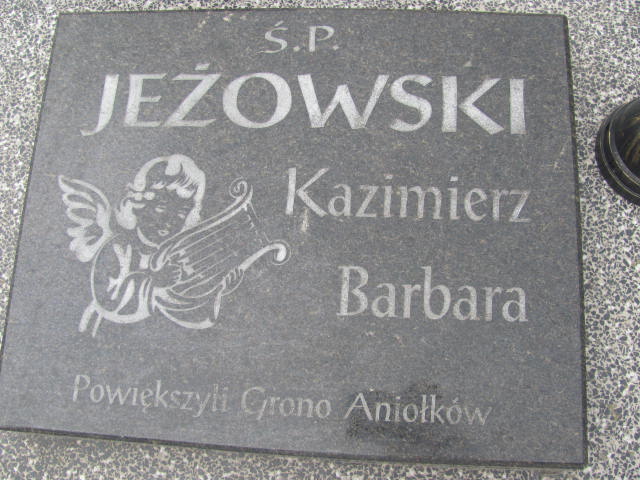 Ś.P.
JEŻOWSKI
Kazimierz
Barbara
Powiększyli Grono Aniołków